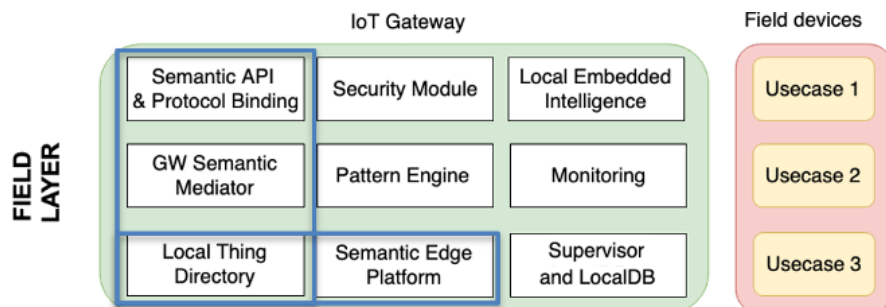 IoT Gateway
Field devices
FIELD
LAYER
Semantic API
& Protocol Binding
Security Module
Local Embedded
Intelligence
Usecase 1
GW Semantic
Mediator
Pattern Engine
Monitoring
Usecase 2
Local Thing
Directory
Semantic Edge
Platform
Supervisor
and LocalDB
Usecase 3